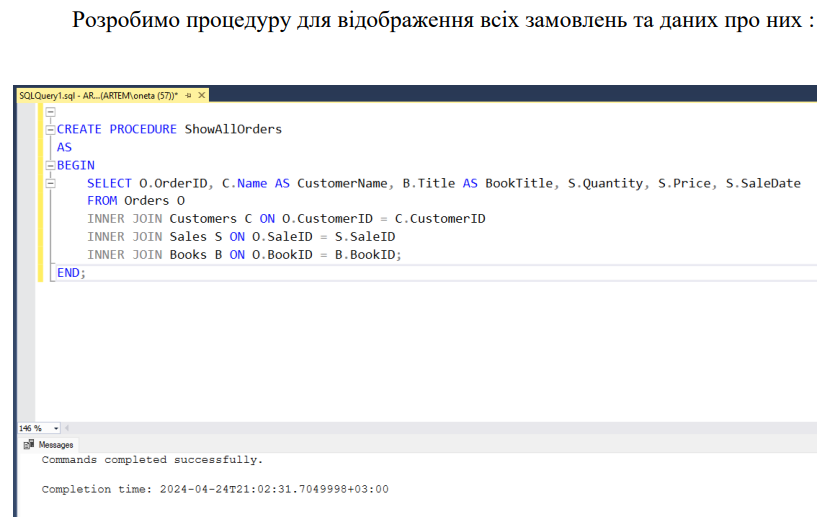 Розробимо процедуру для відображення всіх замовлень та даних про них :
SQLQuery1.sql - AR...(ARTEM\oneta (57))*
CREATE PROCEDURE ShowAllOrders
AS
BEGIN
SELECT O.OrderID, C.Name AS CustomerName, B.Title AS BookTitle, S.Quantity, S.Price, S.SaleDate
FROM Orders O
INNER JOIN Customers C ON O.CustomerID = C.CustomerID
INNER JOIN Sales S ON O.SaleID = S.SaleID
INNER JOIN Books B ON O.BookID = B.BookID;
END;
146 %
Messages
Commands completed successfully.
Completion time: 2024-04-24T21:02:31.7049998+03:00